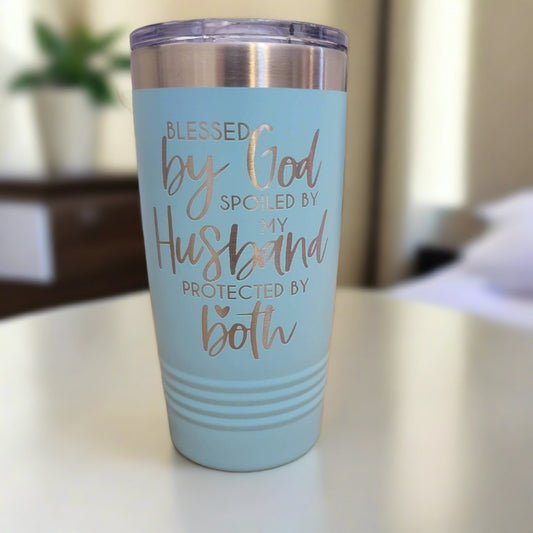 BLESSED
by God
SPOILED BY
MY
Husband
PROTECTED BY
both